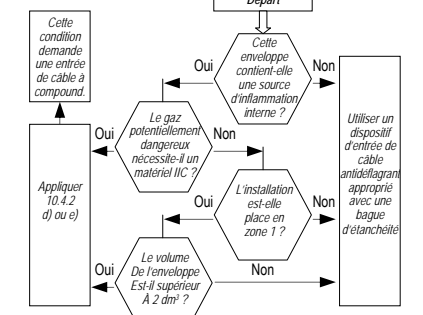 Départ
Cette
condition
demande
une entrée
de câble à
compound.
Cette
enveloppe
contient-elle
une source
d'inflammation
interne ?
Oui
Non
Le gaz
potentiellement
dangereux
nécessite-il un
matériel IIC ?
Oui
Non
Utiliser un
dispositif
d'entrée de
câble
antidéflagrant
approprié
avec une
bague
d'étanchéité
Appliquer
10.4.2
d) ou e)
L'installation
est-elle
place en
zone 1 ?
Oui
Non
Le volume
De l'enveloppe
Est-il supérieur
À 2 dm³ ?
Oui
Non